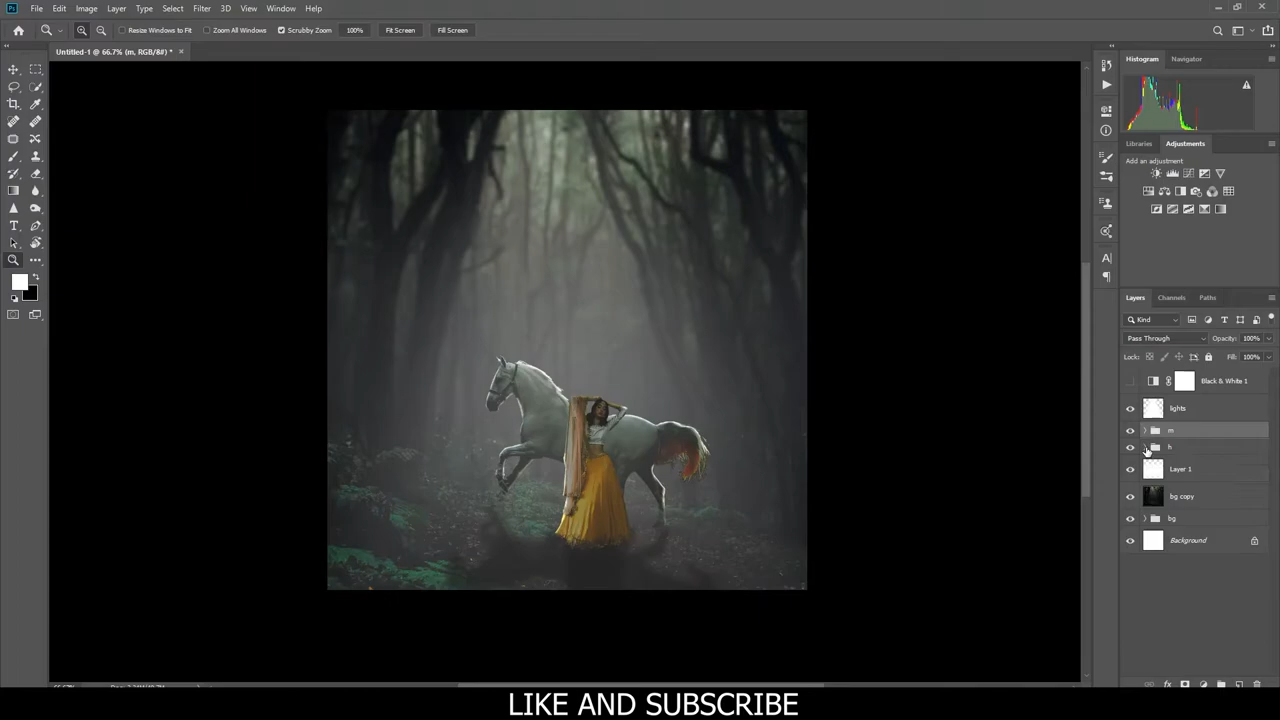 Ps File Edit Image Layer Type Select Filter 3D View Window Help
Resize Windows to Fit Zoom All Windows Scrubby Zoom 100% Fit Screen Fill Screen
Untitled-1 @ 66.7% (m, RGB/8#) * ×
Histogram Navigator
Libraries Adjustments
Add an adjustment
Layers Channels Paths
Kind
Pass Through Opacity: 100%
Lock: Fill: 100%
Black & White 1
lights
m
h
Layer 1
bg copy
bg
Background
LIKE AND SUBSCRIBE